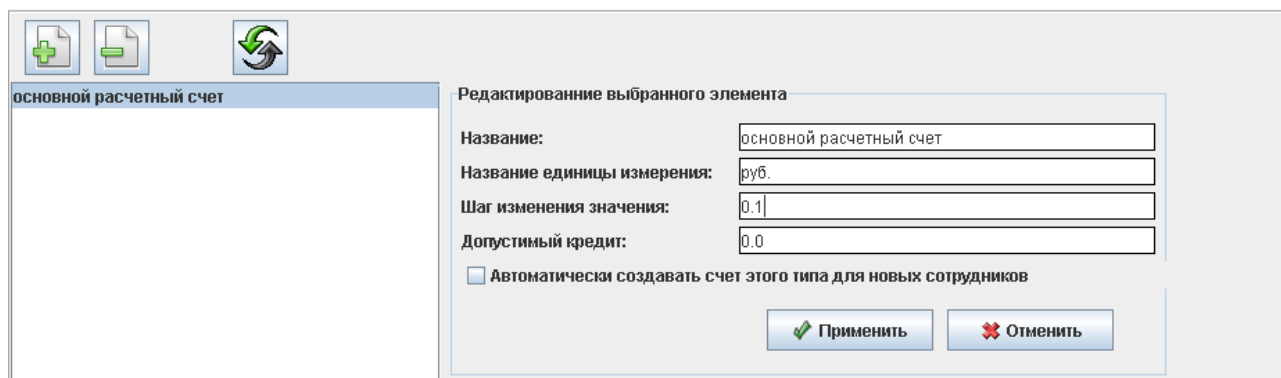 основной расчетный счет
Редактированние выбранного элемента
Название: основной расчетный счет
Название единицы измерения: руб.
Шаг изменения значения: 0.1
Допустимый кредит: 0.0
Автоматически создавать счет этого типа для новых сотрудников
Применить Отменить